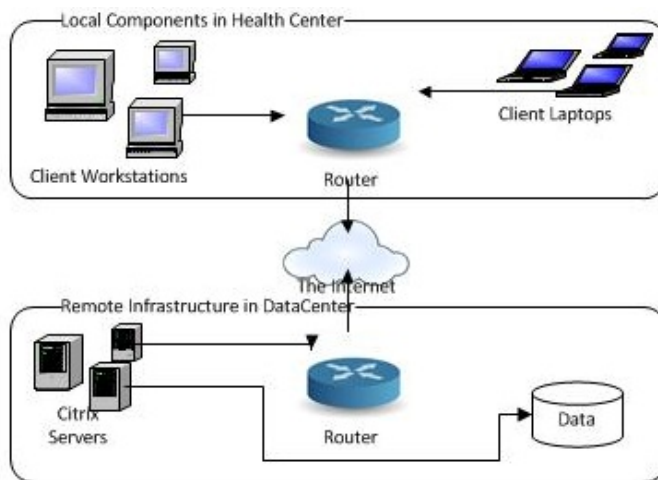 Local Components in Health Center
Client Workstations
Client Laptops
Router
The Internet
Remote Infrastructure in DataCenter
Citrix
Servers
Router
Data